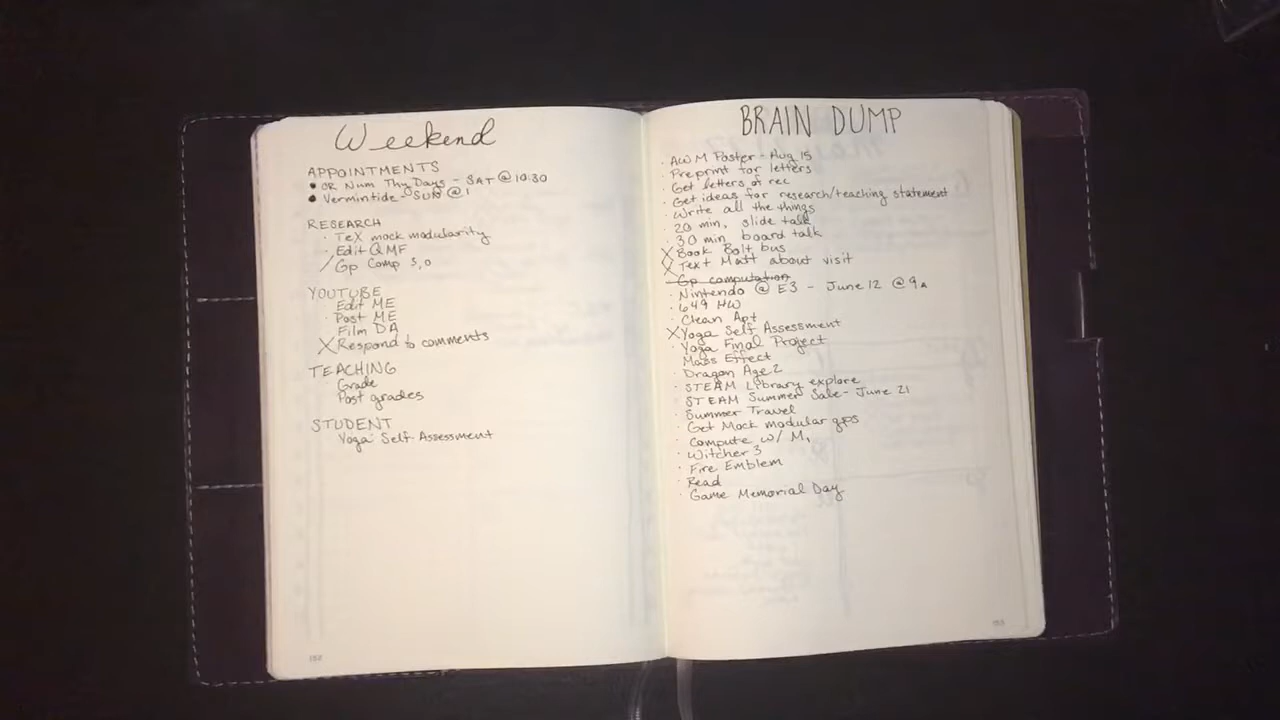 Weekend
APPOINTMENTS
• OR Num Thy Days - SAT @ 10:30
• Vermintide - SUN @ 1
RESEARCH
· TeX mock modularity
· Edit QMF
/ Gp Comp 3,0
YOUTUBE
· Edit ME
· Post ME
· Film DA
X Respond to comments
TEACHING
· Grade
· Post grades
STUDENT
· Yoga Self-Assessment
152
BRAIN DUMP
· AWM Poster - Aug 15
· Preprint for letters
· Get letters of rec
· Get ideas for research/teaching statement
· Write all the things
· 20 min. slide talk
· 30 min board talk
X Book Bolt bus
X Text Matt about visit
· Gp computation
· Nintendo @ E3 - June 12 @ 9a
· 649 HW
· Clean Apt
X Yoga Self Assessment
· Yoga Final Project
· Mass Effect
· Dragon Age 2
· STEAM Library explore
· STEAM Summer Sale - June 21
· Summer Travel
· Get Mock modular gps
· Compute w/ M,
· Witcher 3
· Fire Emblem
· Read
· Game Memorial Day
153